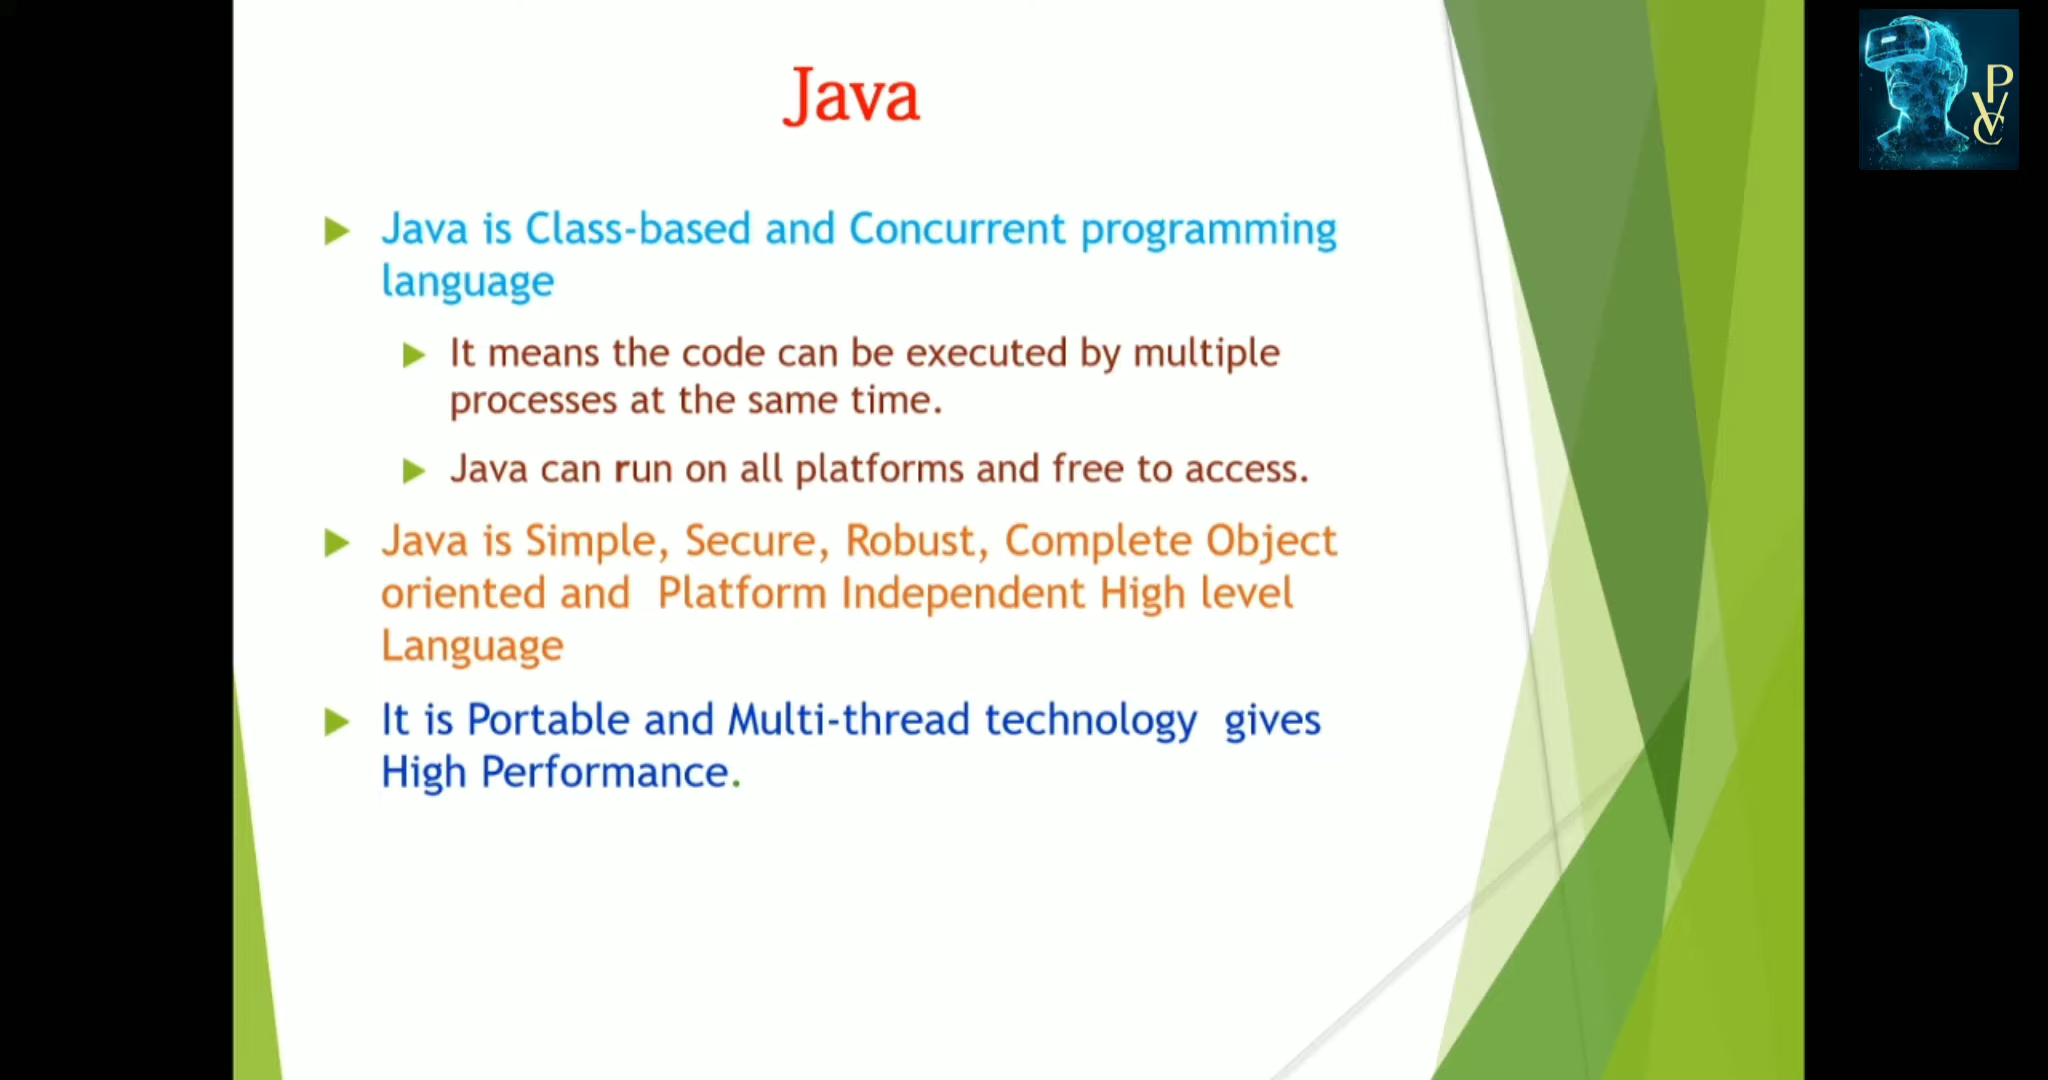 Java
Java is Class-based and Concurrent programming
language
It means the code can be executed by multiple
processes at the same time.
Java can run on all platforms and free to access.
Java is Simple, Secure, Robust, Complete Object
oriented and  Platform Independent High level
Language
It is Portable and Multi-thread technology  gives
High Performance.
P
V
C